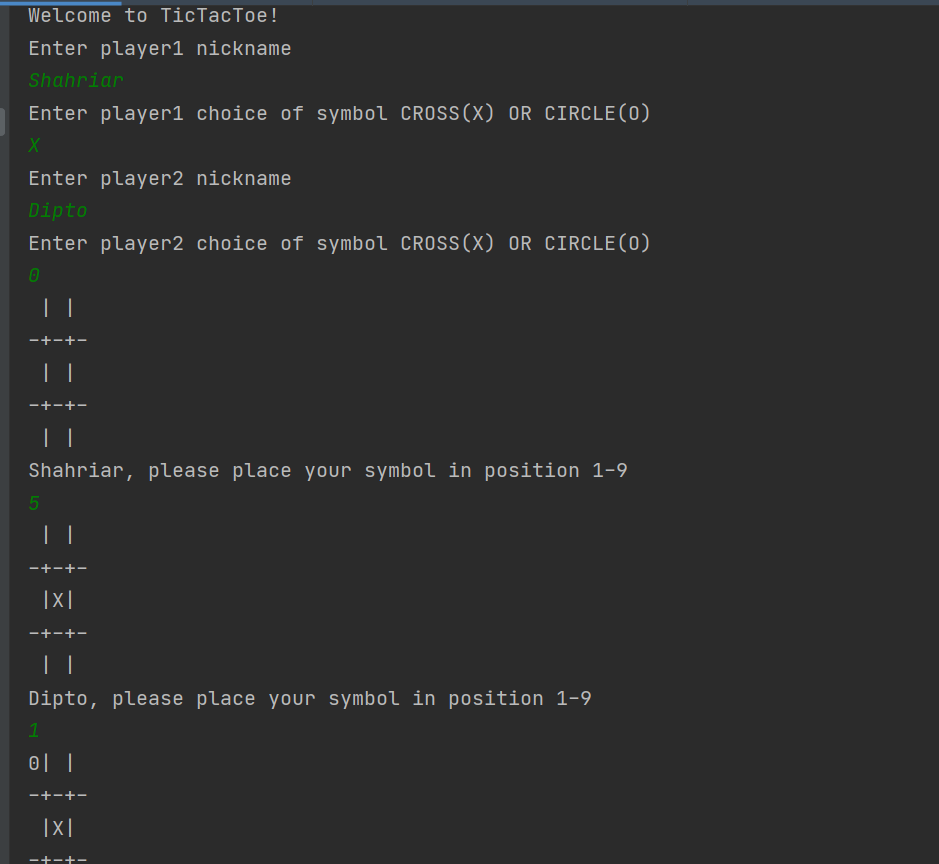 Welcome to TicTacToe!
Enter player1 nickname
Shahriar
Enter player1 choice of symbol CROSS(X) OR CIRCLE(O)
X
Enter player2 nickname
Dipto
Enter player2 choice of symbol CROSS(X) OR CIRCLE(O)
0
 | |
-+-+-
 | |
-+-+-
 | |
Shahriar, please place your symbol in position 1-9
5
 | |
-+-+-
 |X|
-+-+-
 | |
Dipto, please place your symbol in position 1-9
1
0| |
-+-+-
 |X|
-+-+-